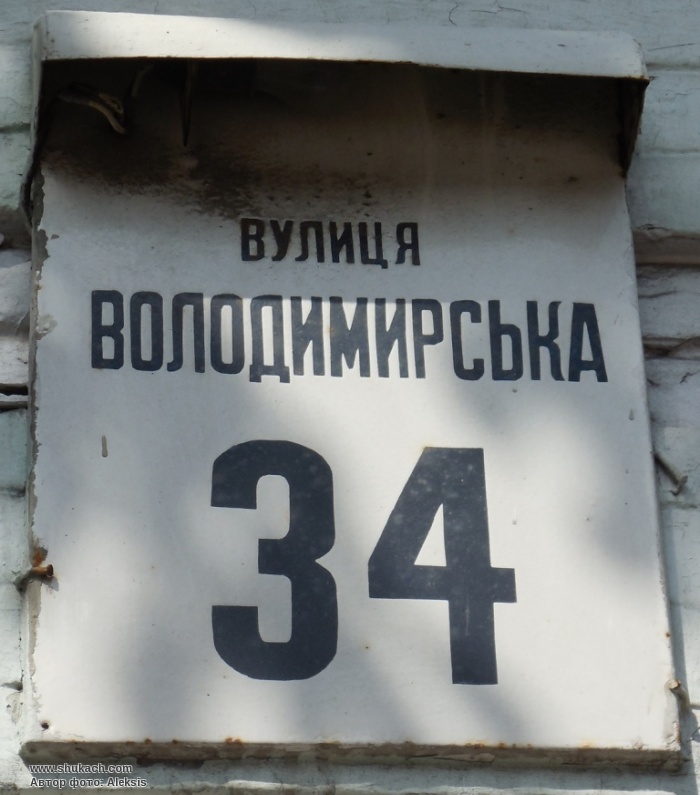 ВУЛИЦЯ
ВОЛОДИМИРСЬКА
34
www.shukach.com
Автор фото: Aleksis